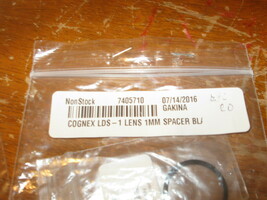 NonStock 7405710 07/14/2016
GAKINA
COGNEX LDS-1 LENS 1MM SPACER BL/